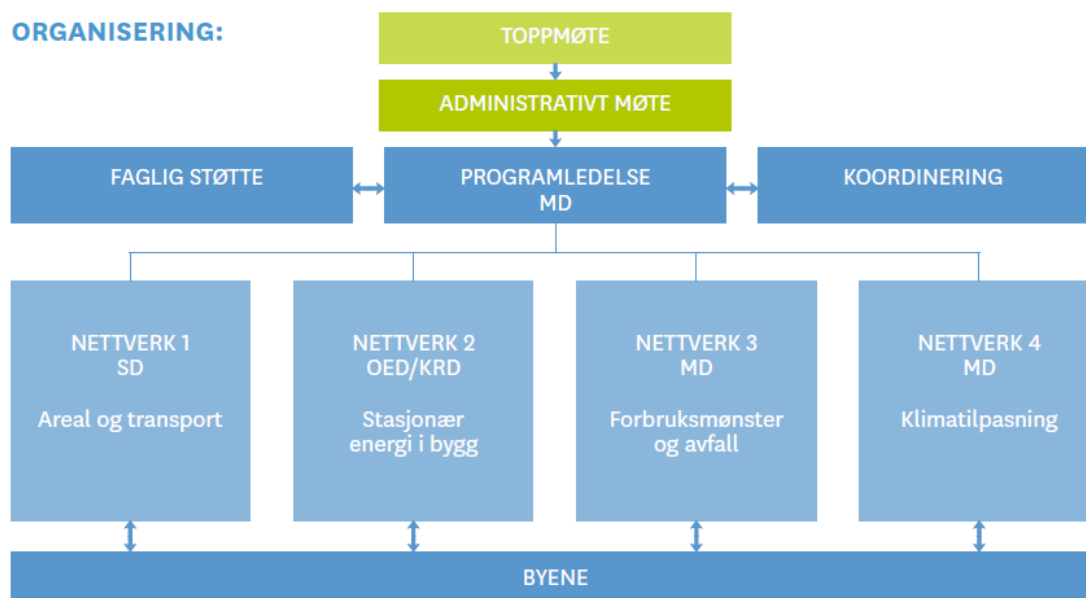 ORGANISERING:
TOPPMØTE
ADMINISTRATIVT MØTE
FAGLIG STØTTE
PROGRAMLEDELSE
MD
KOORDINERING
NETTVERK 1
SD
Areal og transport
NETTVERK 2
OED/KRD
Stasjonær
energi i bygg
NETTVERK 3
MD
Forbruksmønster
og avfall
NETTVERK 4
MD
Klimatilpasning
BYENE